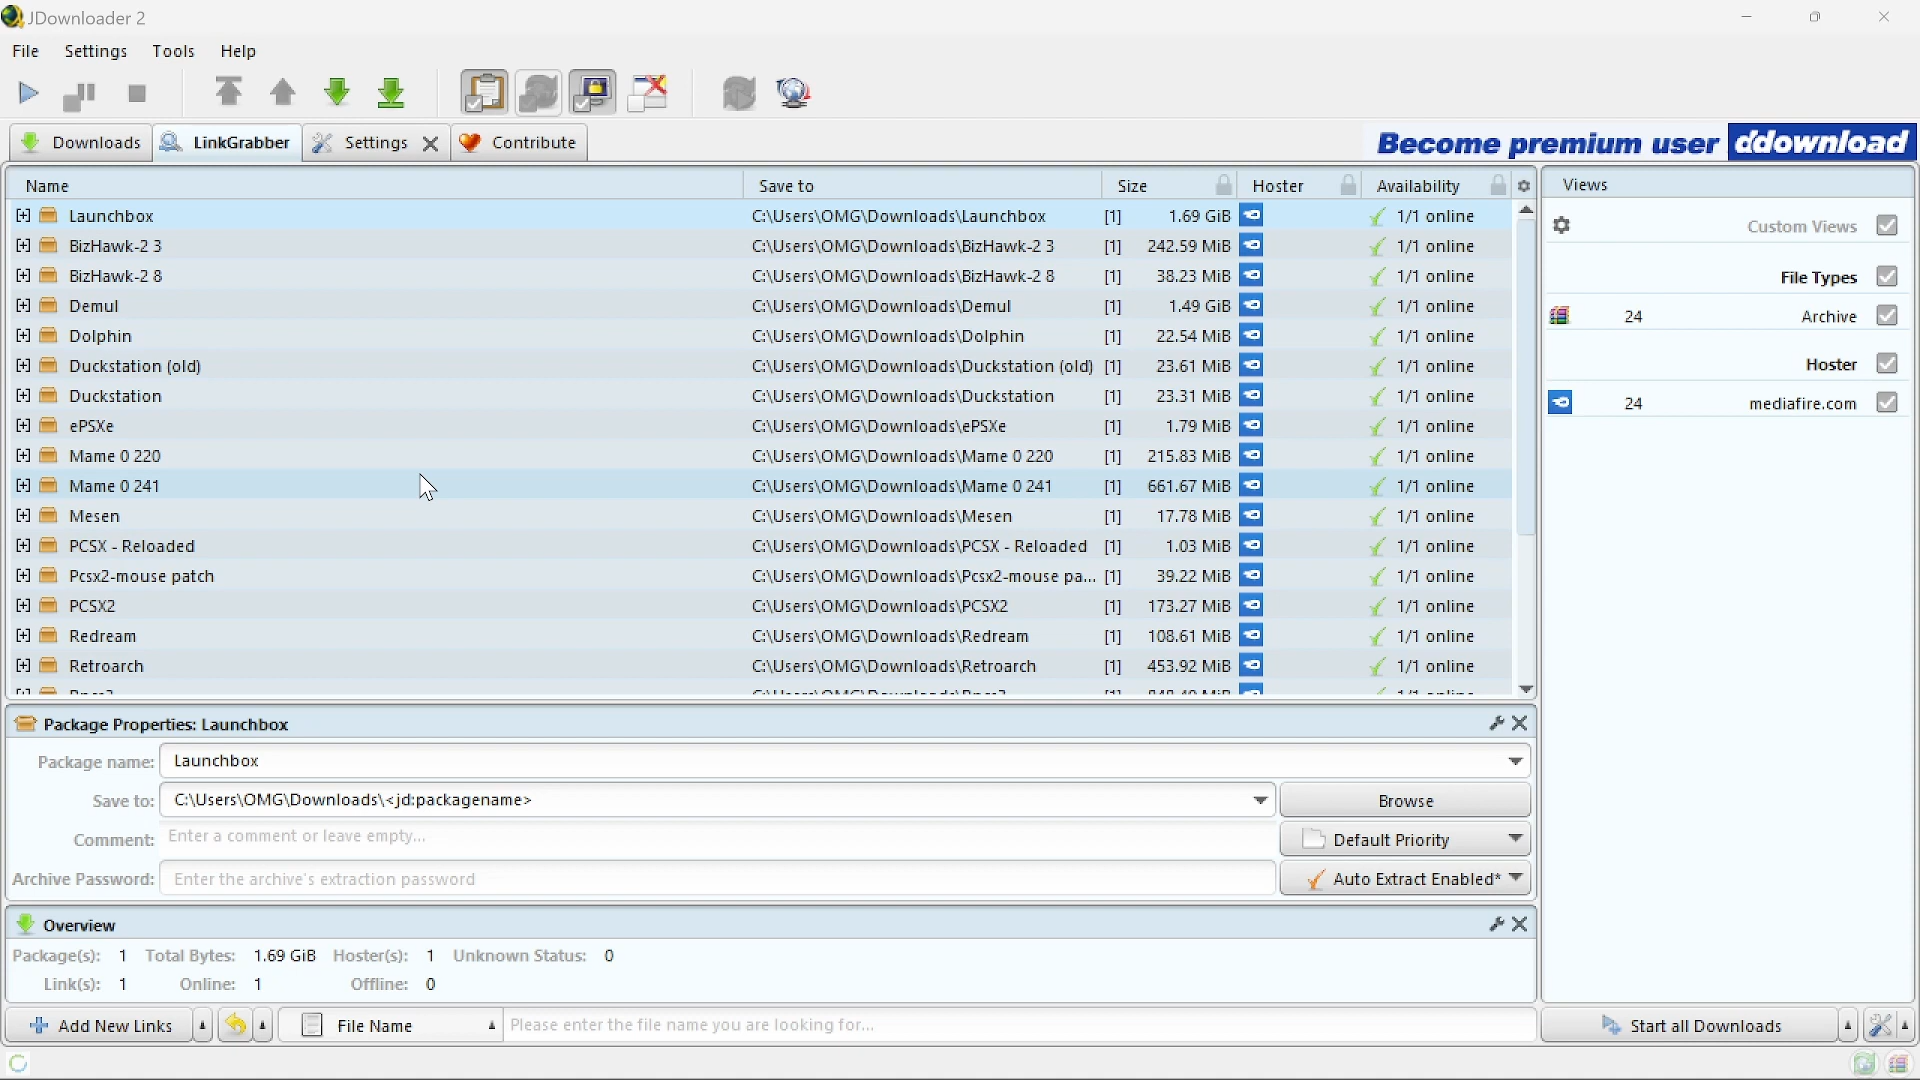 JDownloader 2
File Settings Tools Help
Downloads LinkGrabber Settings Contribute
Become premium user ddownload
Name Save to Size Hoster Availability
[+] Launchbox C:\Users\OMG\Downloads\Launchbox [1] 1.69 GiB 1/1 online
[+] BizHawk-2 3 C:\Users\OMG\Downloads\BizHawk-2 3 [1] 242.59 MiB 1/1 online
[+] BizHawk-2 8 C:\Users\OMG\Downloads\BizHawk-2 8 [1] 38.23 MiB 1/1 online
[+] Demul C:\Users\OMG\Downloads\Demul [1] 1.49 GiB 1/1 online
[+] Dolphin C:\Users\OMG\Downloads\Dolphin [1] 22.54 MiB 1/1 online
[+] Duckstation (old) C:\Users\OMG\Downloads\Duckstation (old) [1] 23.61 MiB 1/1 online
[+] Duckstation C:\Users\OMG\Downloads\Duckstation [1] 23.31 MiB 1/1 online
[+] ePSXe C:\Users\OMG\Downloads\ePSXe [1] 1.79 MiB 1/1 online
[+] Mame 0 220 C:\Users\OMG\Downloads\Mame 0 220 [1] 215.83 MiB 1/1 online
[+] Mame 0 241 C:\Users\OMG\Downloads\Mame 0 241 [1] 661.67 MiB 1/1 online
[+] Mesen C:\Users\OMG\Downloads\Mesen [1] 17.78 MiB 1/1 online
[+] PCSX - Reloaded C:\Users\OMG\Downloads\PCSX - Reloaded [1] 1.03 MiB 1/1 online
[+] Pcsx2-mouse patch C:\Users\OMG\Downloads\Pcsx2-mouse pa... [1] 39.22 MiB 1/1 online
[+] PCSX2 C:\Users\OMG\Downloads\PCSX2 [1] 173.27 MiB 1/1 online
[+] Redream C:\Users\OMG\Downloads\Redream [1] 108.61 MiB 1/1 online
[+] Retroarch C:\Users\OMG\Downloads\Retroarch [1] 453.92 MiB 1/1 online
Views
Custom Views
File Types
24 Archive
Hoster
24 mediafire.com
Package Properties: Launchbox
Package name: Launchbox
Save to: C:\Users\OMG\Downloads\<jd:packagename> Browse
Comment: Enter a comment or leave empty... Default Priority
Archive Password: Enter the archive's extraction password Auto Extract Enabled*
Overview
Package(s): 1 Total Bytes: 1.69 GiB Hoster(s): 1 Unknown Status: 0
Link(s): 1 Online: 1 Offline: 0
Add New Links File Name Please enter the file name you are looking for... Start all Downloads